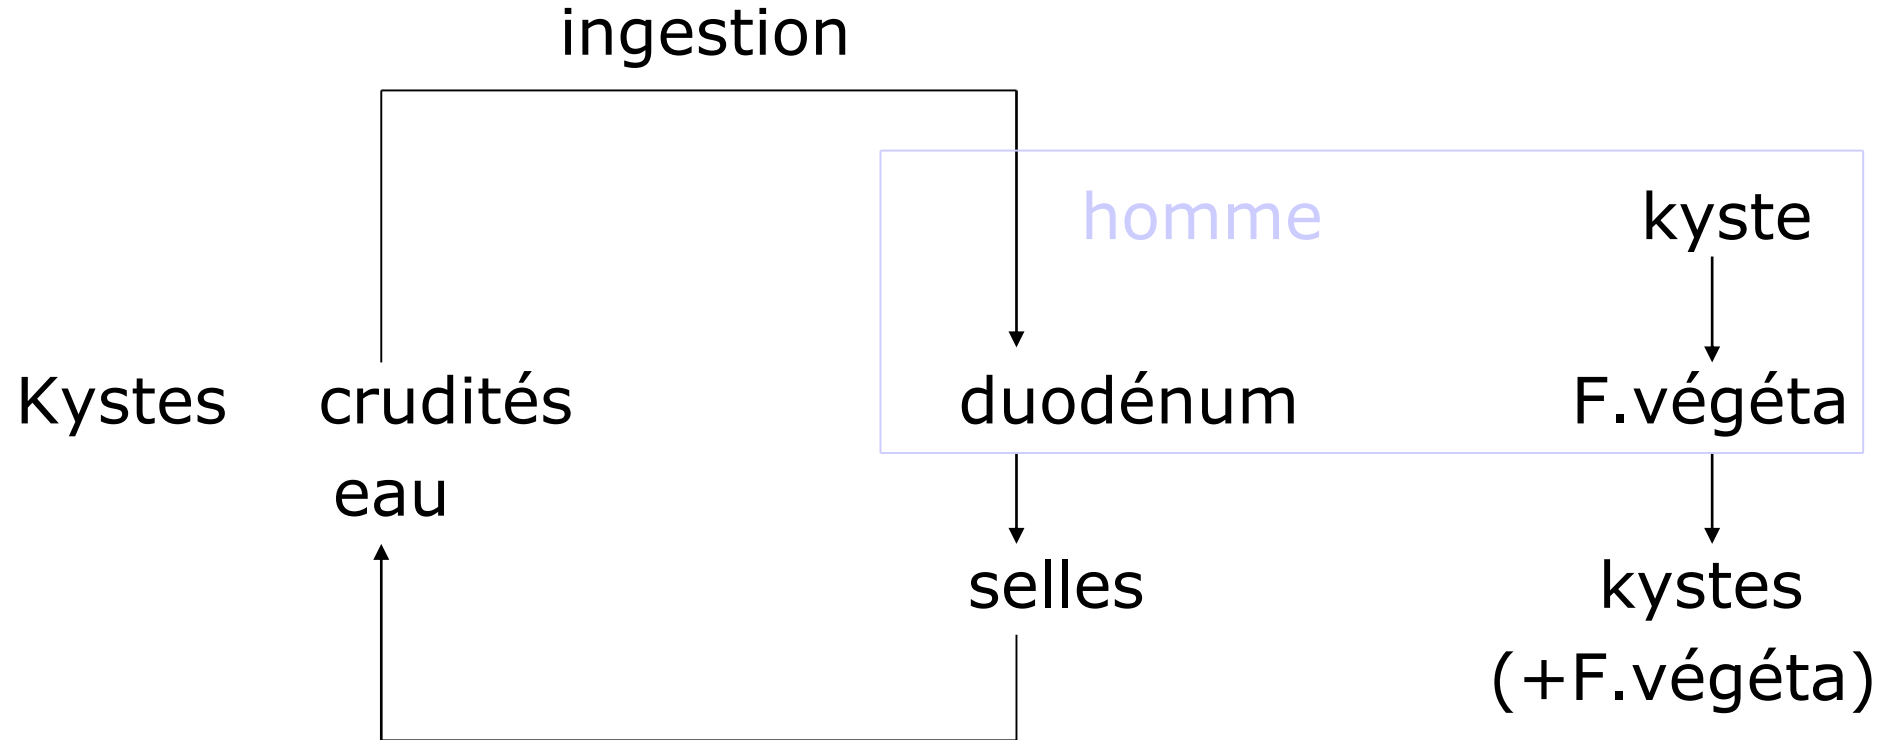 ingestion
homme kyste
Kystes crudités duodénum F.végéta
eau
selles kystes
(+F.végéta)